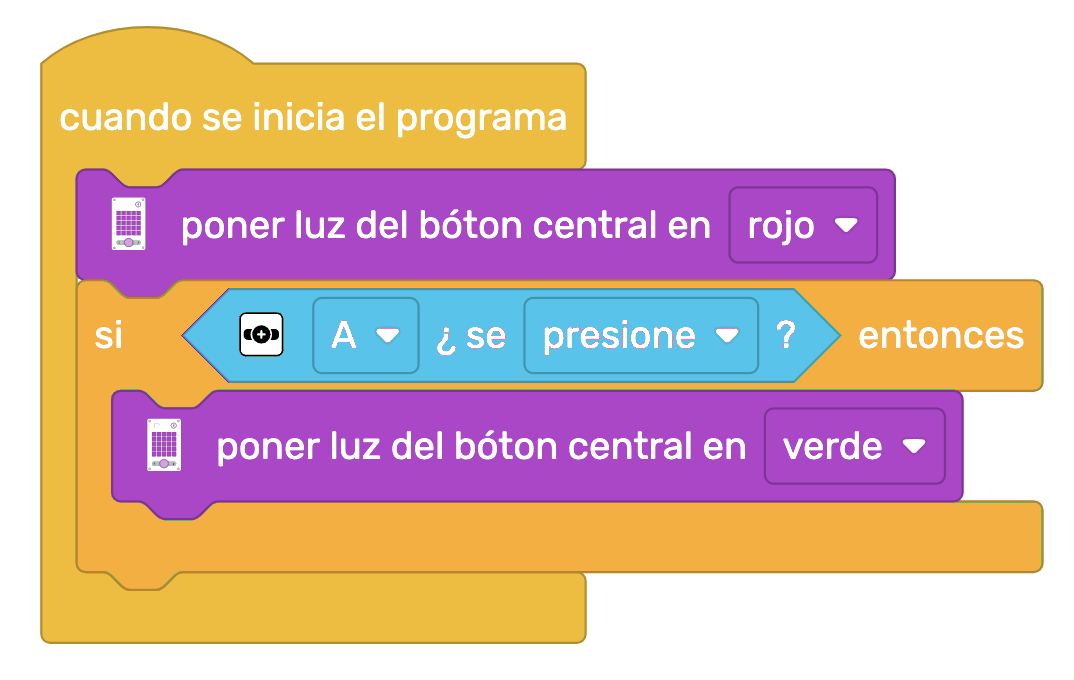 cuando se inicia el programa
poner luz del bóton central en rojo
si A ¿ se presione ? entonces
poner luz del bóton central en verde